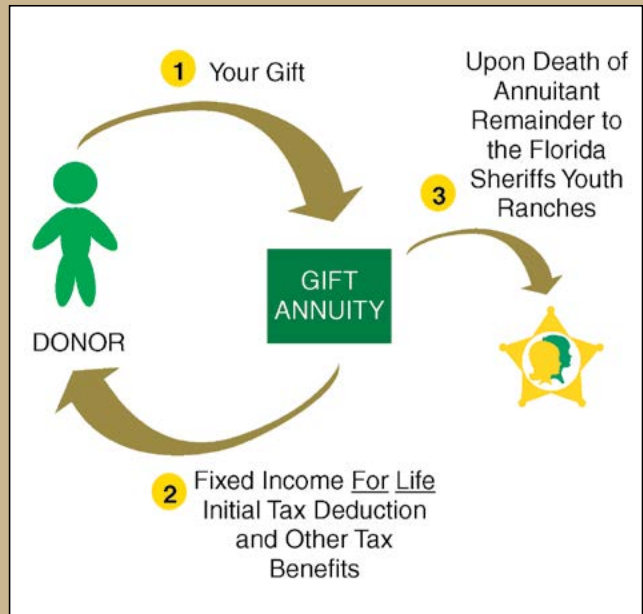 1 Your Gift
Upon Death of
Annuitant
Remainder to
the Florida
Sheriffs Youth
Ranches
3
GIFT
ANNUITY
DONOR
2 Fixed Income For Life
Initial Tax Deduction
and Other Tax
Benefits